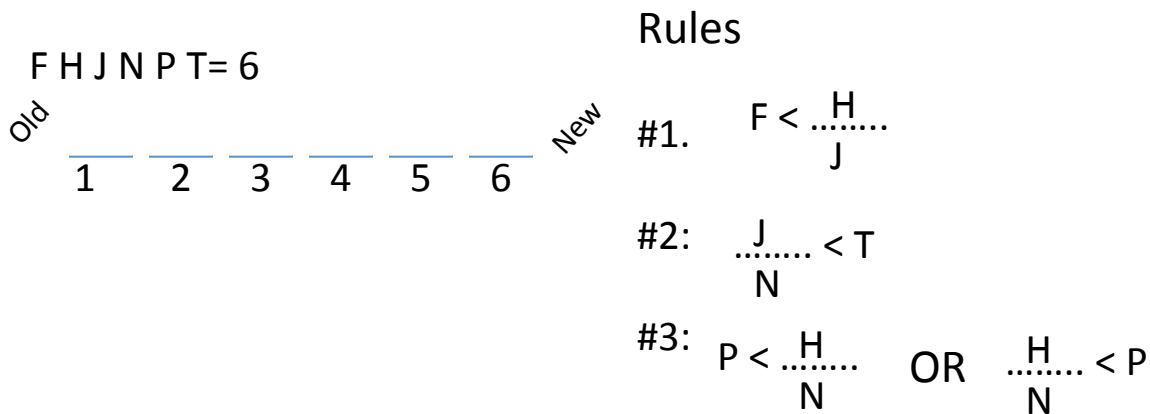 Rules
F H J N P T= 6
Old
New
1 2 3 4 5 6
#1. F < H
........
J
#2: J
........ < T
N
#3: P < H
........
N
OR
H
........ < P
N